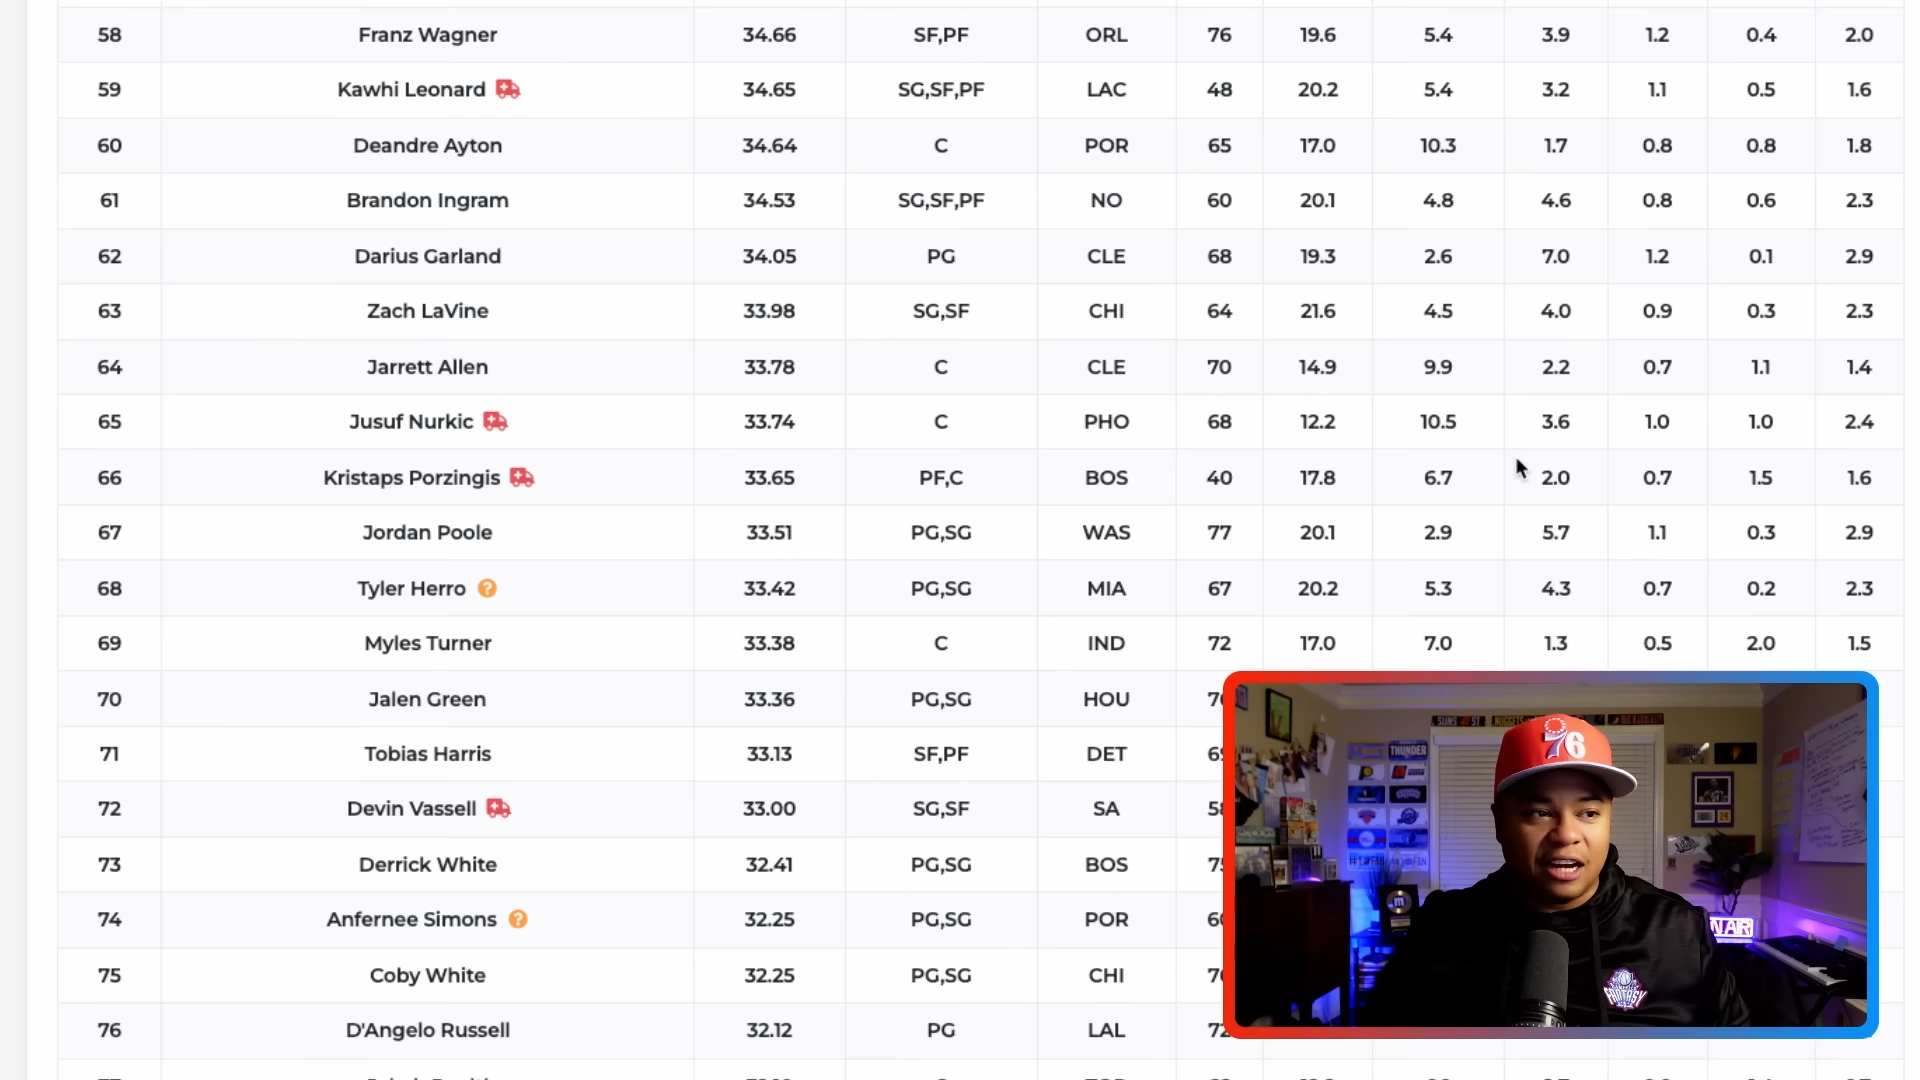 58 Franz Wagner 34.66 SF,PF ORL 76 19.6 5.4 3.9 1.2 0.4 2.0
59 Kawhi Leonard 34.65 SG,SF,PF LAC 48 20.2 5.4 3.2 1.1 0.5 1.6
60 Deandre Ayton 34.64 C POR 65 17.0 10.3 1.7 0.8 0.8 1.8
61 Brandon Ingram 34.53 SG,SF,PF NO 60 20.1 4.8 4.6 0.8 0.6 2.3
62 Darius Garland 34.05 PG CLE 68 19.3 2.6 7.0 1.2 0.1 2.9
63 Zach LaVine 33.98 SG,SF CHI 64 21.6 4.5 4.0 0.9 0.3 2.3
64 Jarrett Allen 33.78 C CLE 70 14.9 9.9 2.2 0.7 1.1 1.4
65 Jusuf Nurkic 33.74 C PHO 68 12.2 10.5 3.6 1.0 1.0 2.4
66 Kristaps Porzingis 33.65 PF,C BOS 40 17.8 6.7 2.0 0.7 1.5 1.6
67 Jordan Poole 33.51 PG,SG WAS 77 20.1 2.9 5.7 1.1 0.3 2.9
68 Tyler Herro ? 33.42 PG,SG MIA 67 20.2 5.3 4.3 0.7 0.2 2.3
69 Myles Turner 33.38 C IND 72 17.0 7.0 1.3 0.5 2.0 1.5
70 Jalen Green 33.36 PG,SG HOU
71 Tobias Harris 33.13 SF,PF DET
72 Devin Vassell 33.00 SG,SF SA
73 Derrick White 32.41 PG,SG BOS
74 Anfernee Simons ? 32.25 PG,SG POR
75 Coby White 32.25 PG,SG CHI
76 D'Angelo Russell 32.12 PG LAL 72
THUNDER
76
FANTASY